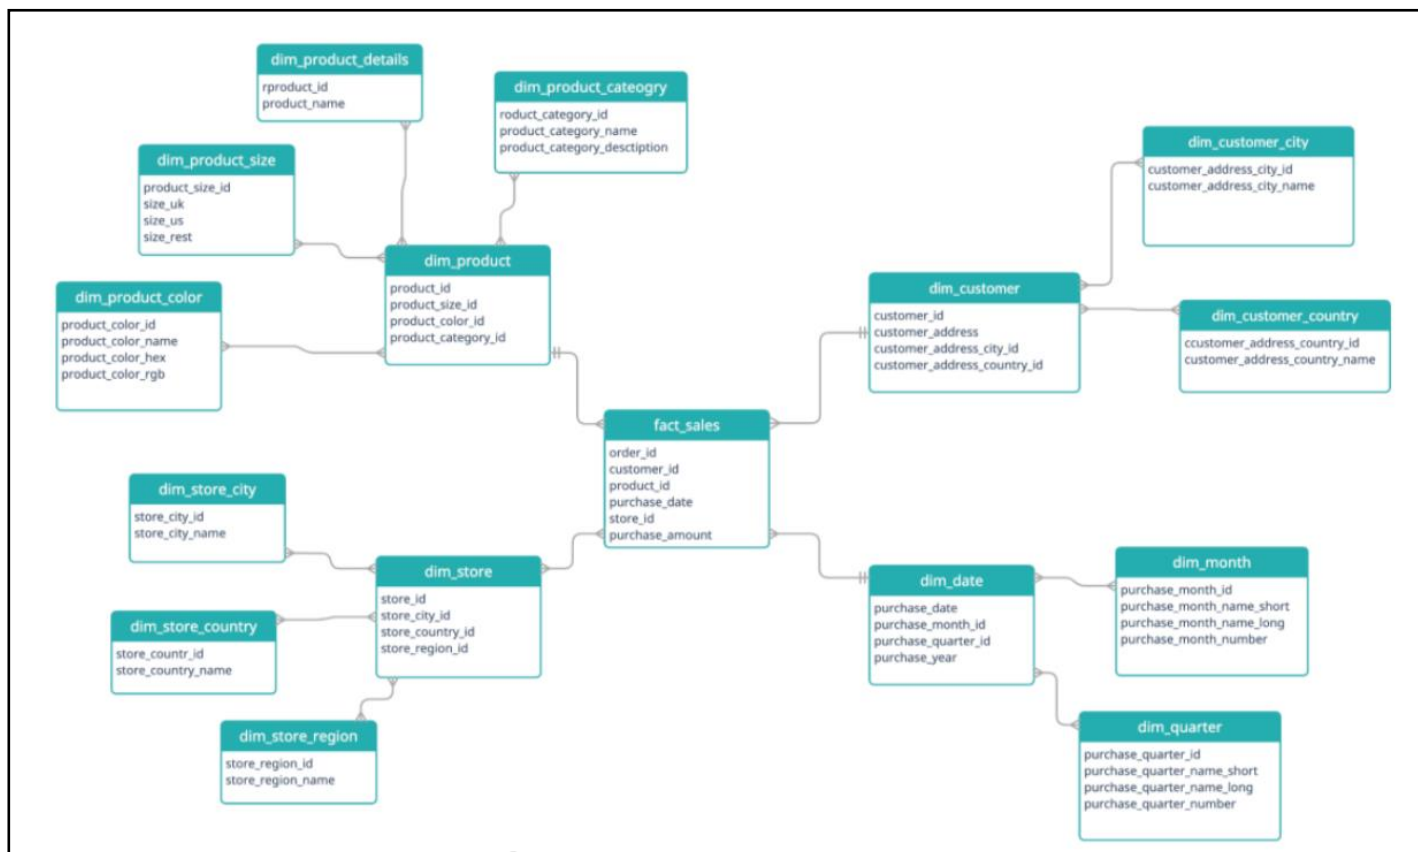 dim_product_details
rproduct_id
product_name
dim_product_cateogry
roduct_category_id
product_category_name
product_category_desctiption
dim_product_size
product_size_id
size_uk
size_us
size_rest
dim_product_color
product_color_id
product_color_name
product_color_hex
product_color_rgb
dim_product
product_id
product_size_id
product_color_id
product_category_id
dim_customer_city
customer_address_city_id
customer_address_city_name
dim_customer
customer_id
customer_address
customer_address_city_id
customer_address_country_id
dim_customer_country
ccustomer_address_country_id
customer_address_country_name
fact_sales
order_id
customer_id
product_id
purchase_date
store_id
purchase_amount
dim_store_city
store_city_id
store_city_name
dim_store
store_id
store_city_id
store_country_id
store_region_id
dim_store_country
store_countr_id
store_country_name
dim_store_region
store_region_id
store_region_name
dim_date
purchase_date
purchase_month_id
purchase_quarter_id
purchase_year
dim_month
purchase_month_id
purchase_month_name_short
purchase_month_name_long
purchase_month_number
dim_quarter
purchase_quarter_id
purchase_quarter_name_short
purchase_quarter_name_long
purchase_quarter_number